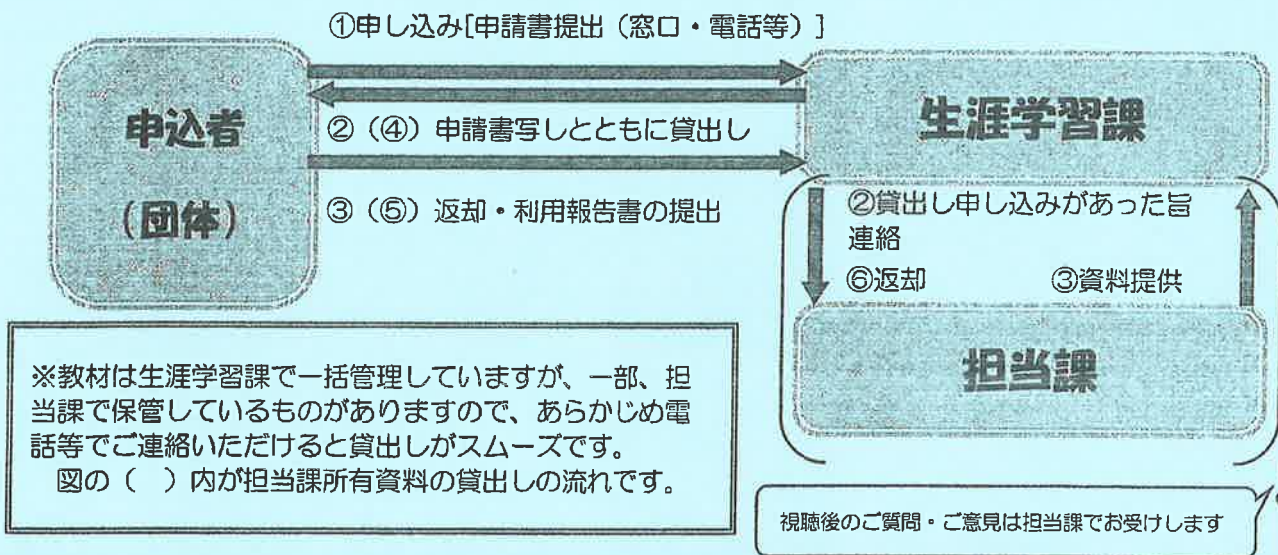 ①申し込み[申請書提出(窓口・電話等)]
申込者
(団体)
生涯学習課
②(④)申請書写しとともに貸出し
③(⑤)返却・利用報告書の提出
②貸出し申し込みがあった旨
連絡
⑥返却 ③資料提供
担当課
※教材は生涯学習課で一括管理していますが、一部、担
当課で保管しているものがありますので、あらかじめ電
話等でご連絡いただけると貸出しがスムーズです。
図の( )内が担当課所有資料の貸出しの流れです。
視聴後のご質問・ご意見は担当課でお受けします